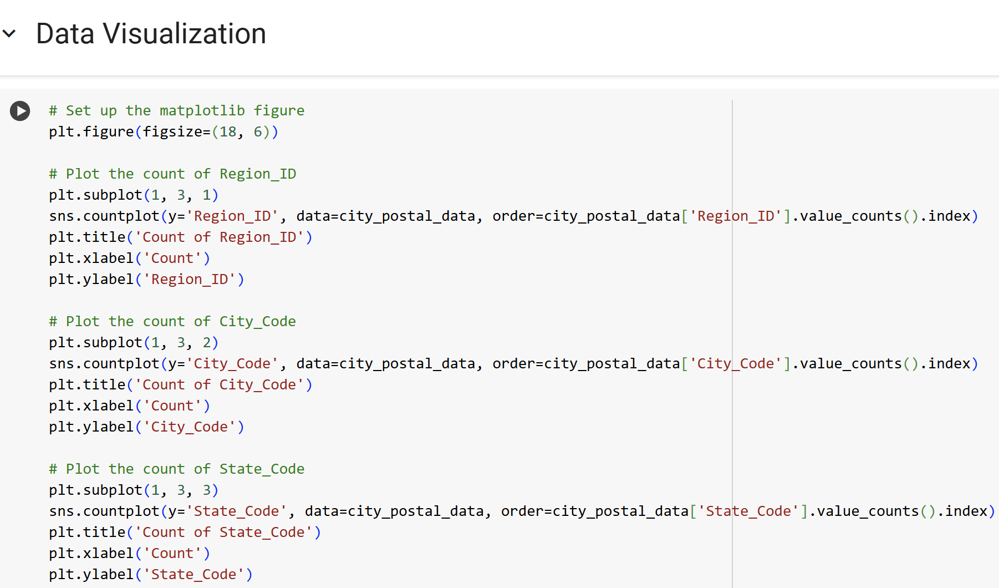 Data Visualization
# Set up the matplotlib figure
plt.figure(figsize=(18, 6))
# Plot the count of Region_ID
plt.subplot(1, 3, 1)
sns.countplot(y='Region_ID', data=city_postal_data, order=city_postal_data['Region_ID'].value_counts().index)
plt.title('Count of Region_ID')
plt.xlabel('Count')
plt.ylabel('Region_ID')
# Plot the count of City_Code
plt.subplot(1, 3, 2)
sns.countplot(y='City_Code', data=city_postal_data, order=city_postal_data['City_Code'].value_counts().index)
plt.title('Count of City_Code')
plt.xlabel('Count')
plt.ylabel('City_Code')
# Plot the count of State_Code
plt.subplot(1, 3, 3)
sns.countplot(y='State_Code', data=city_postal_data, order=city_postal_data['State_Code'].value_counts().index)
plt.title('Count of State_Code')
plt.xlabel('Count')
plt.ylabel('State_Code')